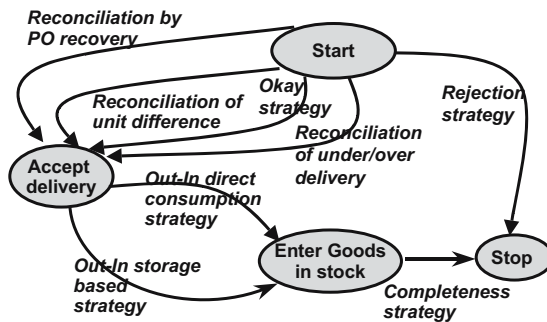 Reconciliation by
PO recovery
Start
Okay
strategy
Rejection
strategy
Reconciliation of
unit difference
Reconciliation
of under/over
delivery
Accept
delivery
Out-In direct
consumption
strategy
Enter Goods
in stock
Stop
Out-In storage
based
strategy
Completeness
strategy